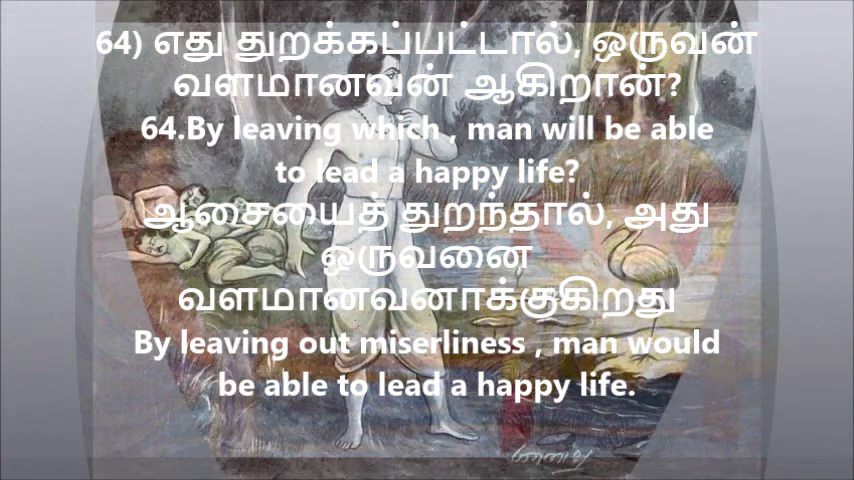 64) எது துறக்கப்பட்டால், ஒருவன்
வளமானவன் ஆகிறான்?
64.By leaving which , man will be able
to lead a happy life?
ஆசையைத் துறந்தால், அது
ஒருவனை
வளமானவனாக்குகிறது
By leaving out miserliness , man would
be able to lead a happy life.